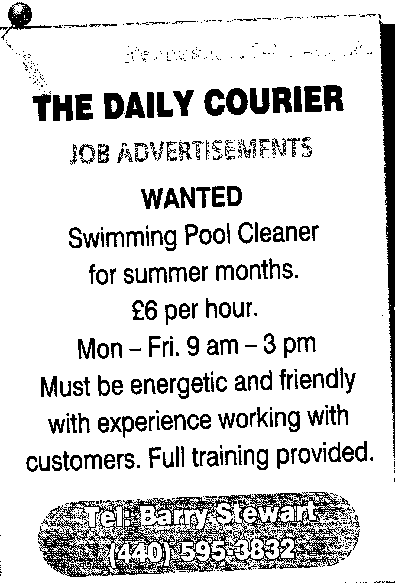 THE DAILY COURIER
JOB ADVERTISEMENTS
WANTED
Swimming Pool Cleaner
for summer months.
£6 per hour.
Mon – Fri. 9 am – 3 pm
Must be energetic and friendly
with experience working with
customers. Full training provided.
Tel: Barry Stewart
(440) 595.3832